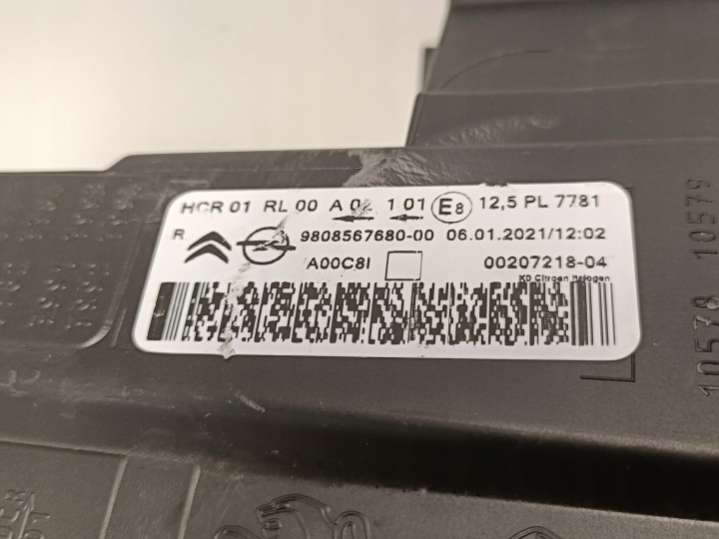 HCR 01 RL 00 A 02 1 01 E8 12,5 PL 7781
R 9808567680-00 06.01.2021/12:02
A00C8I 00207218-04
K0 Citroen Halogen
10578 10579